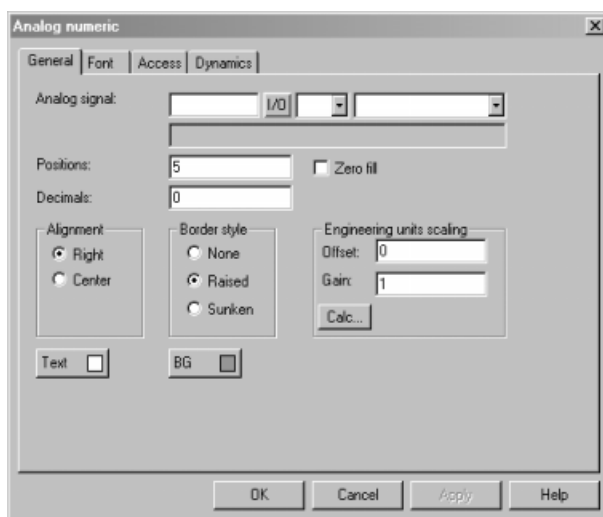 Analog numeric
General Font Access Dynamics
Analog signal: I/O
Positions: 5 Zero fill
Decimals: 0
Alignment Border style Engineering units scaling
Right None Offset: 0
Center Raised Gain: 1
Sunken Calc...
Text BG
OK Cancel Apply Help